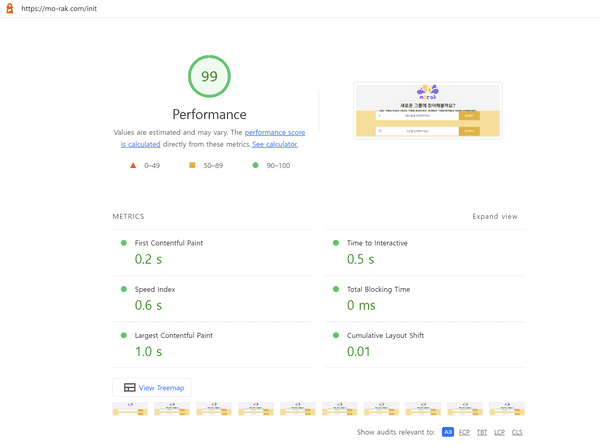 https://mo-rak.com/init
99
Performance
Values are estimated and may vary. The performance score
is calculated directly from these metrics. See calculator.
0–49
50–89
90–100
morak
새로운 그룹에 참여해볼까요?
METRICS
Expand view
First Contentful Paint
0.2 s
Time to Interactive
0.5 s
Speed Index
0.6 s
Total Blocking Time
0 ms
Largest Contentful Paint
1.0 s
Cumulative Layout Shift
0.01
View Treemap
Show audits relevant to: All FCP TBT LCP CLS